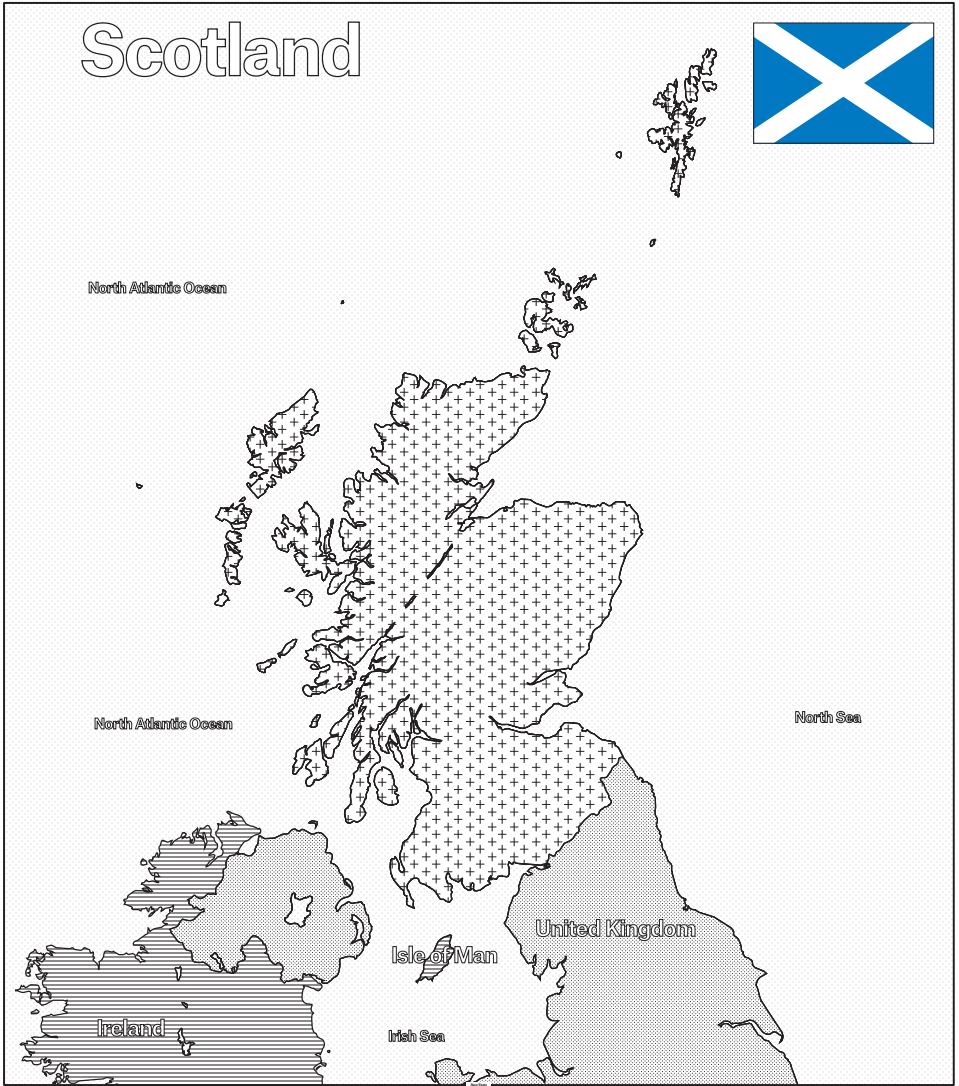 Scotland
North Atlantic Ocean
North Sea
North Atlantic Ocean
United Kingdom
Isle of Man
Ireland
Irish Sea